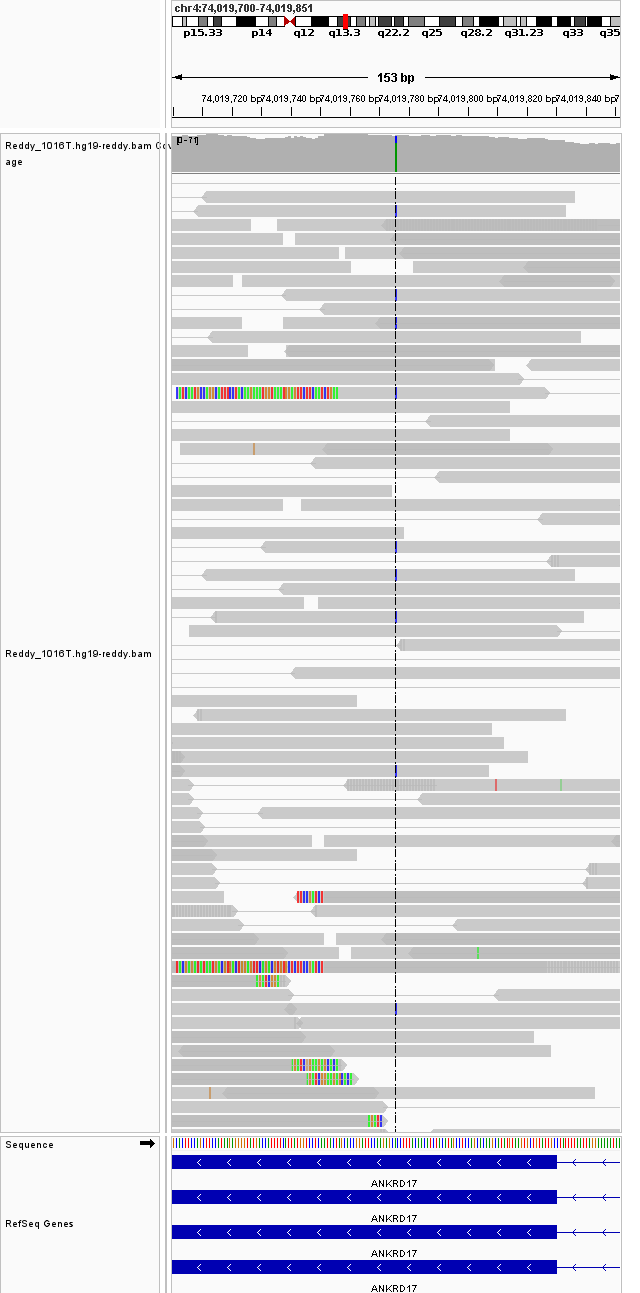 chr4:74,019,700-74,019,851
p15.33 p14 q12 q13.3 q22.2 q25 q28.2 q31.23 q33 q35
153 bp
74,019,720 bp 74,019,740 bp 74,019,760 bp 74,019,780 bp 74,019,800 bp 74,019,820 bp 74,019,840 bp
Reddy_1016T.hg19-reddy.bam Cov
age
Reddy_1016T.hg19-reddy.bam
Sequence
ANKRD17
ANKRD17
RefSeq Genes
ANKRD17
ANKRD17